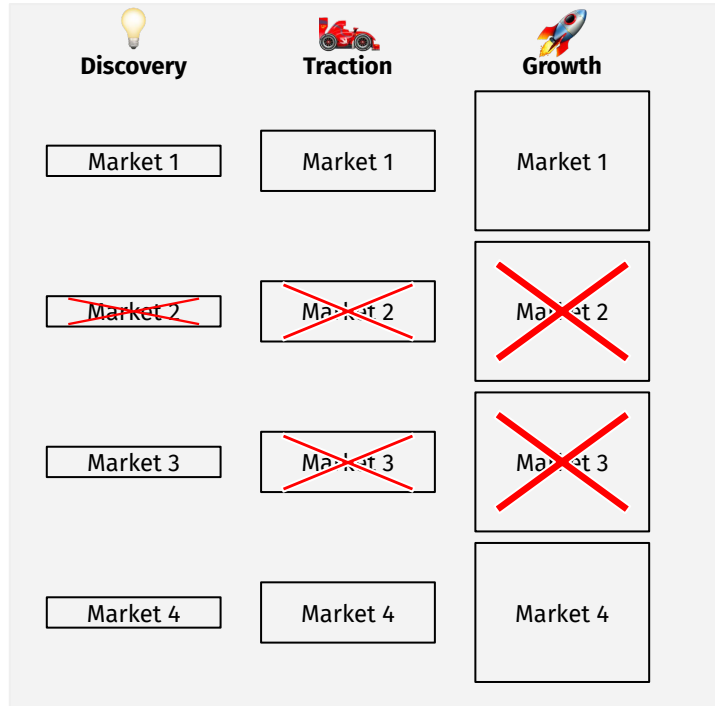 Discovery Traction Growth
Market 1 Market 1 Market 1
Market 2 Market 2 Market 2
Market 3 Market 3 Market 3
Market 4 Market 4 Market 4